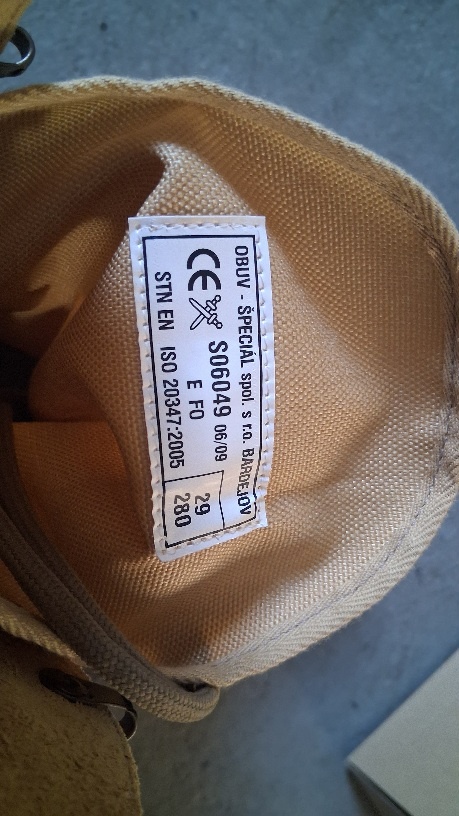 OBUV - ŠPECIÁL spol. s r.o. BARDEJOV
CE S06049 06/09
E FO
STN EN ISO 20347:2005
29
280